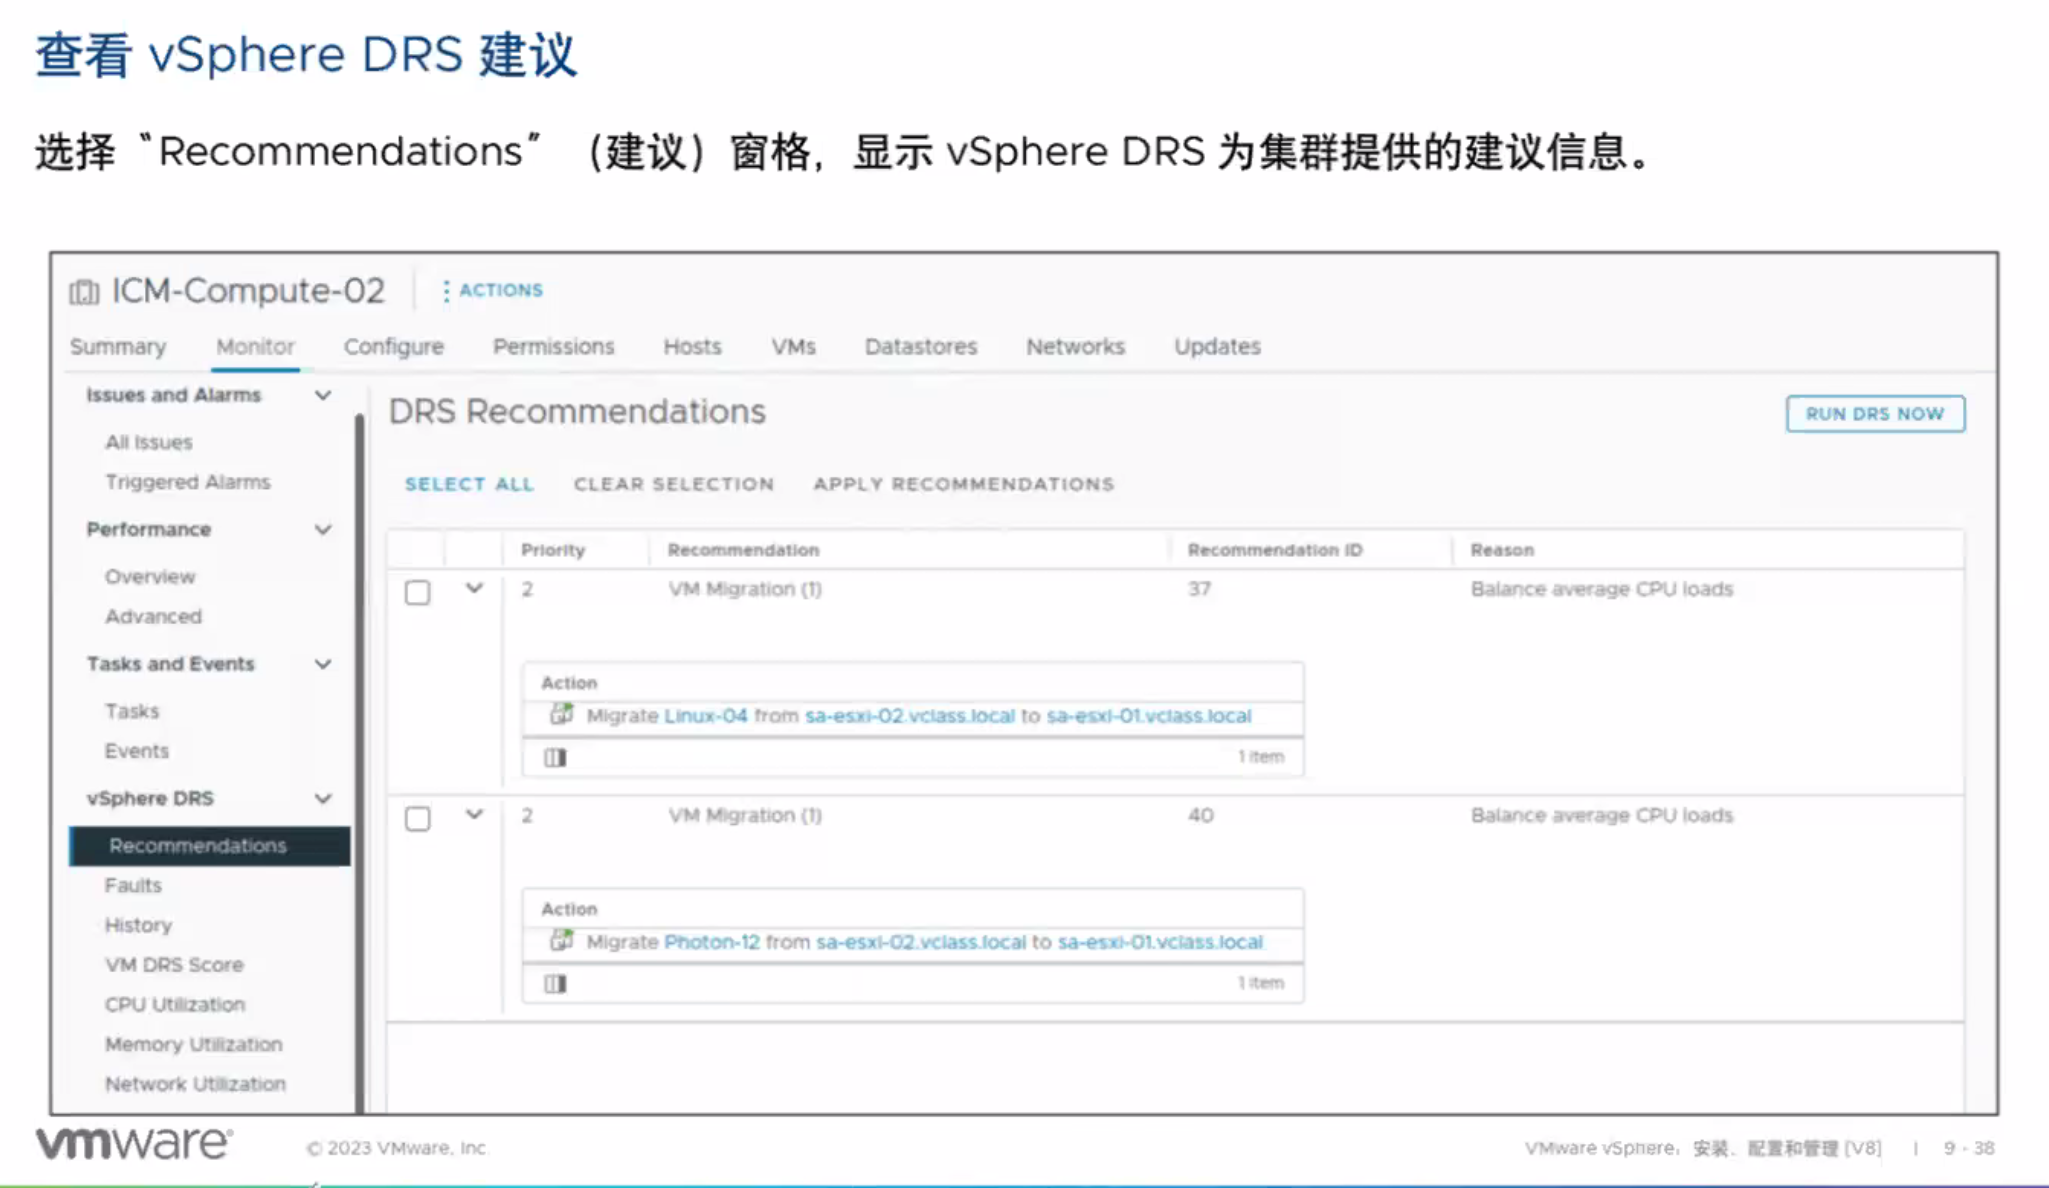 查看 vSphere DRS 建议
选择“Recommendations”（建议）窗格，显示 vSphere DRS 为集群提供的建议信息。
ICM-Compute-02
ACTIONS
Summary Monitor Configure Permissions Hosts VMs Datastores Networks Updates
Issues and Alarms
All Issues
Triggered Alarms
Performance
Overview
Advanced
Tasks and Events
Tasks
Events
vSphere DRS
Recommendations
Faults
History
VM DRS Score
CPU Utilization
Memory Utilization
Network Utilization
DRS Recommendations
RUN DRS NOW
SELECT ALL CLEAR SELECTION APPLY RECOMMENDATIONS
Priority Recommendation Recommendation ID Reason
2 VM Migration (1) 37 Balance average CPU loads
Action
Migrate Linux-04 from sa-esxi-02.vclass.local to sa-esxi-01.vclass.local
1 item
2 VM Migration (1) 40 Balance average CPU loads
Action
Migrate Photon-12 from sa-esxi-02.vclass.local to sa-esxi-01.vclass.local
1 item
vmware®
© 2023 VMware, Inc
VMware vSphere：安装、配置和管理 [V8] | 9 - 38